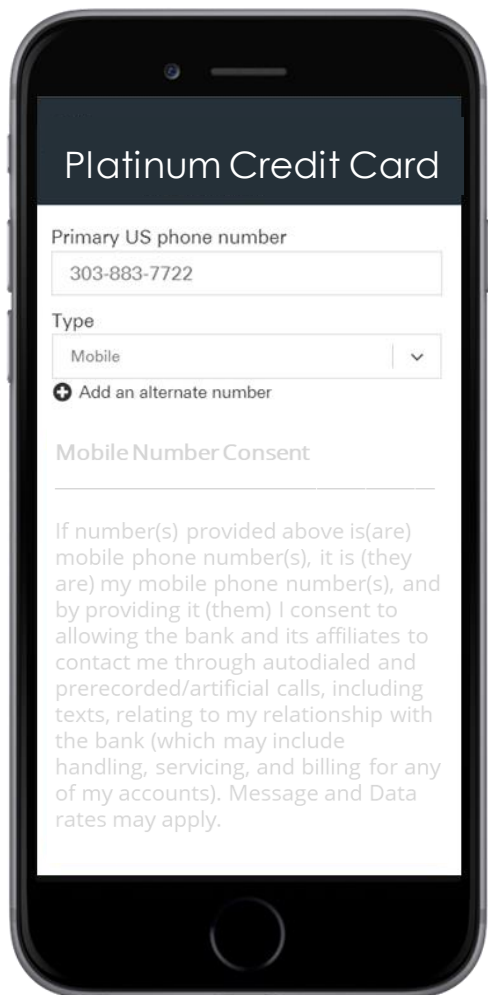 Platinum Credit Card
Primary US phone number
303-883-7722
Type
Mobile
Add an alternate number
Mobile Number Consent
If number(s) provided above is(are)
mobile phone number(s), it is (they
are) my mobile phone number(s), and
by providing it (them) I consent to
allowing the bank and its affiliates to
contact me through autodialed and
prerecorded/artificial calls, including
texts, relating to my relationship with
the bank (which may include
handling, servicing, and billing for any
of my accounts). Message and Data
rates may apply.